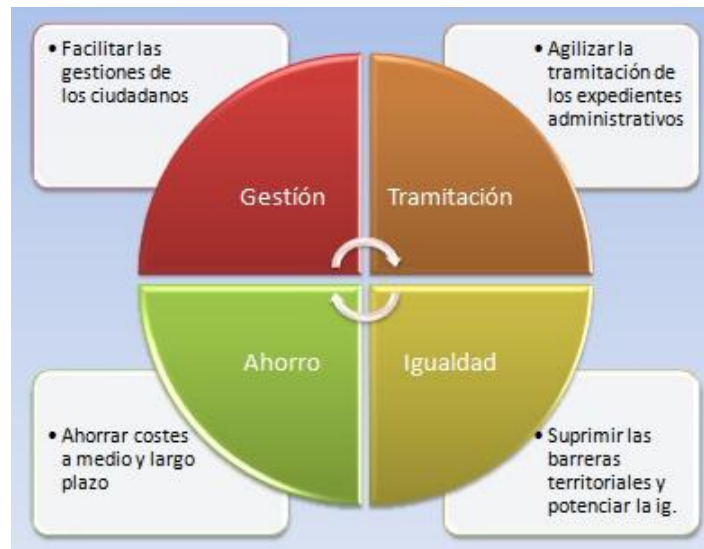 • Facilitar las
gestiones de
los ciudadanos
• Agilizar la
tramitación de
los expedientes
administrativos
Gestíón
Tramitación
Ahorro
Igualdad
• Ahorrar costes
a medio y largo
plazo
• Suprimir las
barreras
territoriales y
potenciar la ig.